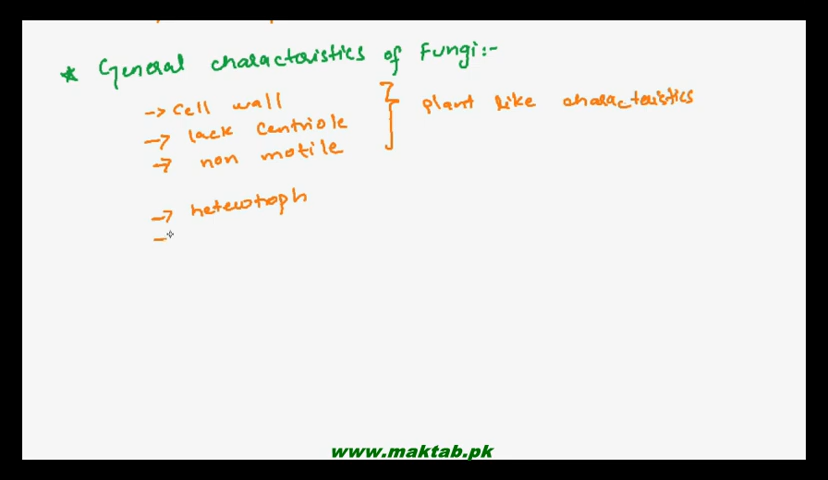 * General characteristics of Fungi:-
→ cell wall
→ lack centriole
→ non motile
plant like characteristics
→ heterotroph
www.maktab.pk